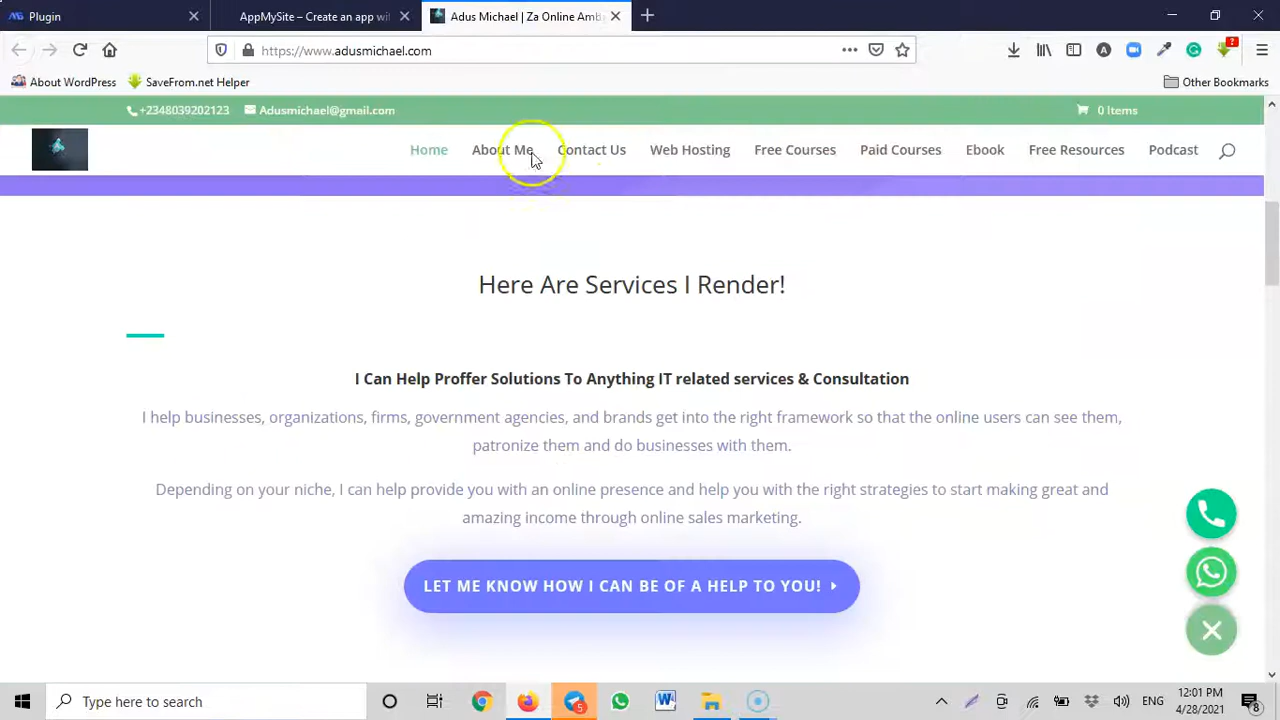 Plugin
AppMySite – Create an app wi
Adus Michael | Za Online Amb
https://www.adusmichael.com
About WordPress
SaveFrom.net Helper
Other Bookmarks
+2348039202123
Adusmichael@gmail.com
0 Items
Home
About Me
Contact Us
Web Hosting
Free Courses
Paid Courses
Ebook
Free Resources
Podcast
Here Are Services I Render!
I Can Help Proffer Solutions To Anything IT related services & Consultation
I help businesses, organizations, firms, government agencies, and brands get into the right framework so that the online users can see them,
patronize them and do businesses with them.
Depending on your niche, I can help provide you with an online presence and help you with the right strategies to start making great and
amazing income through online sales marketing.
LET ME KNOW HOW I CAN BE OF A HELP TO YOU!
Type here to search
5
ENG
12:01 PM
4/28/2021
8